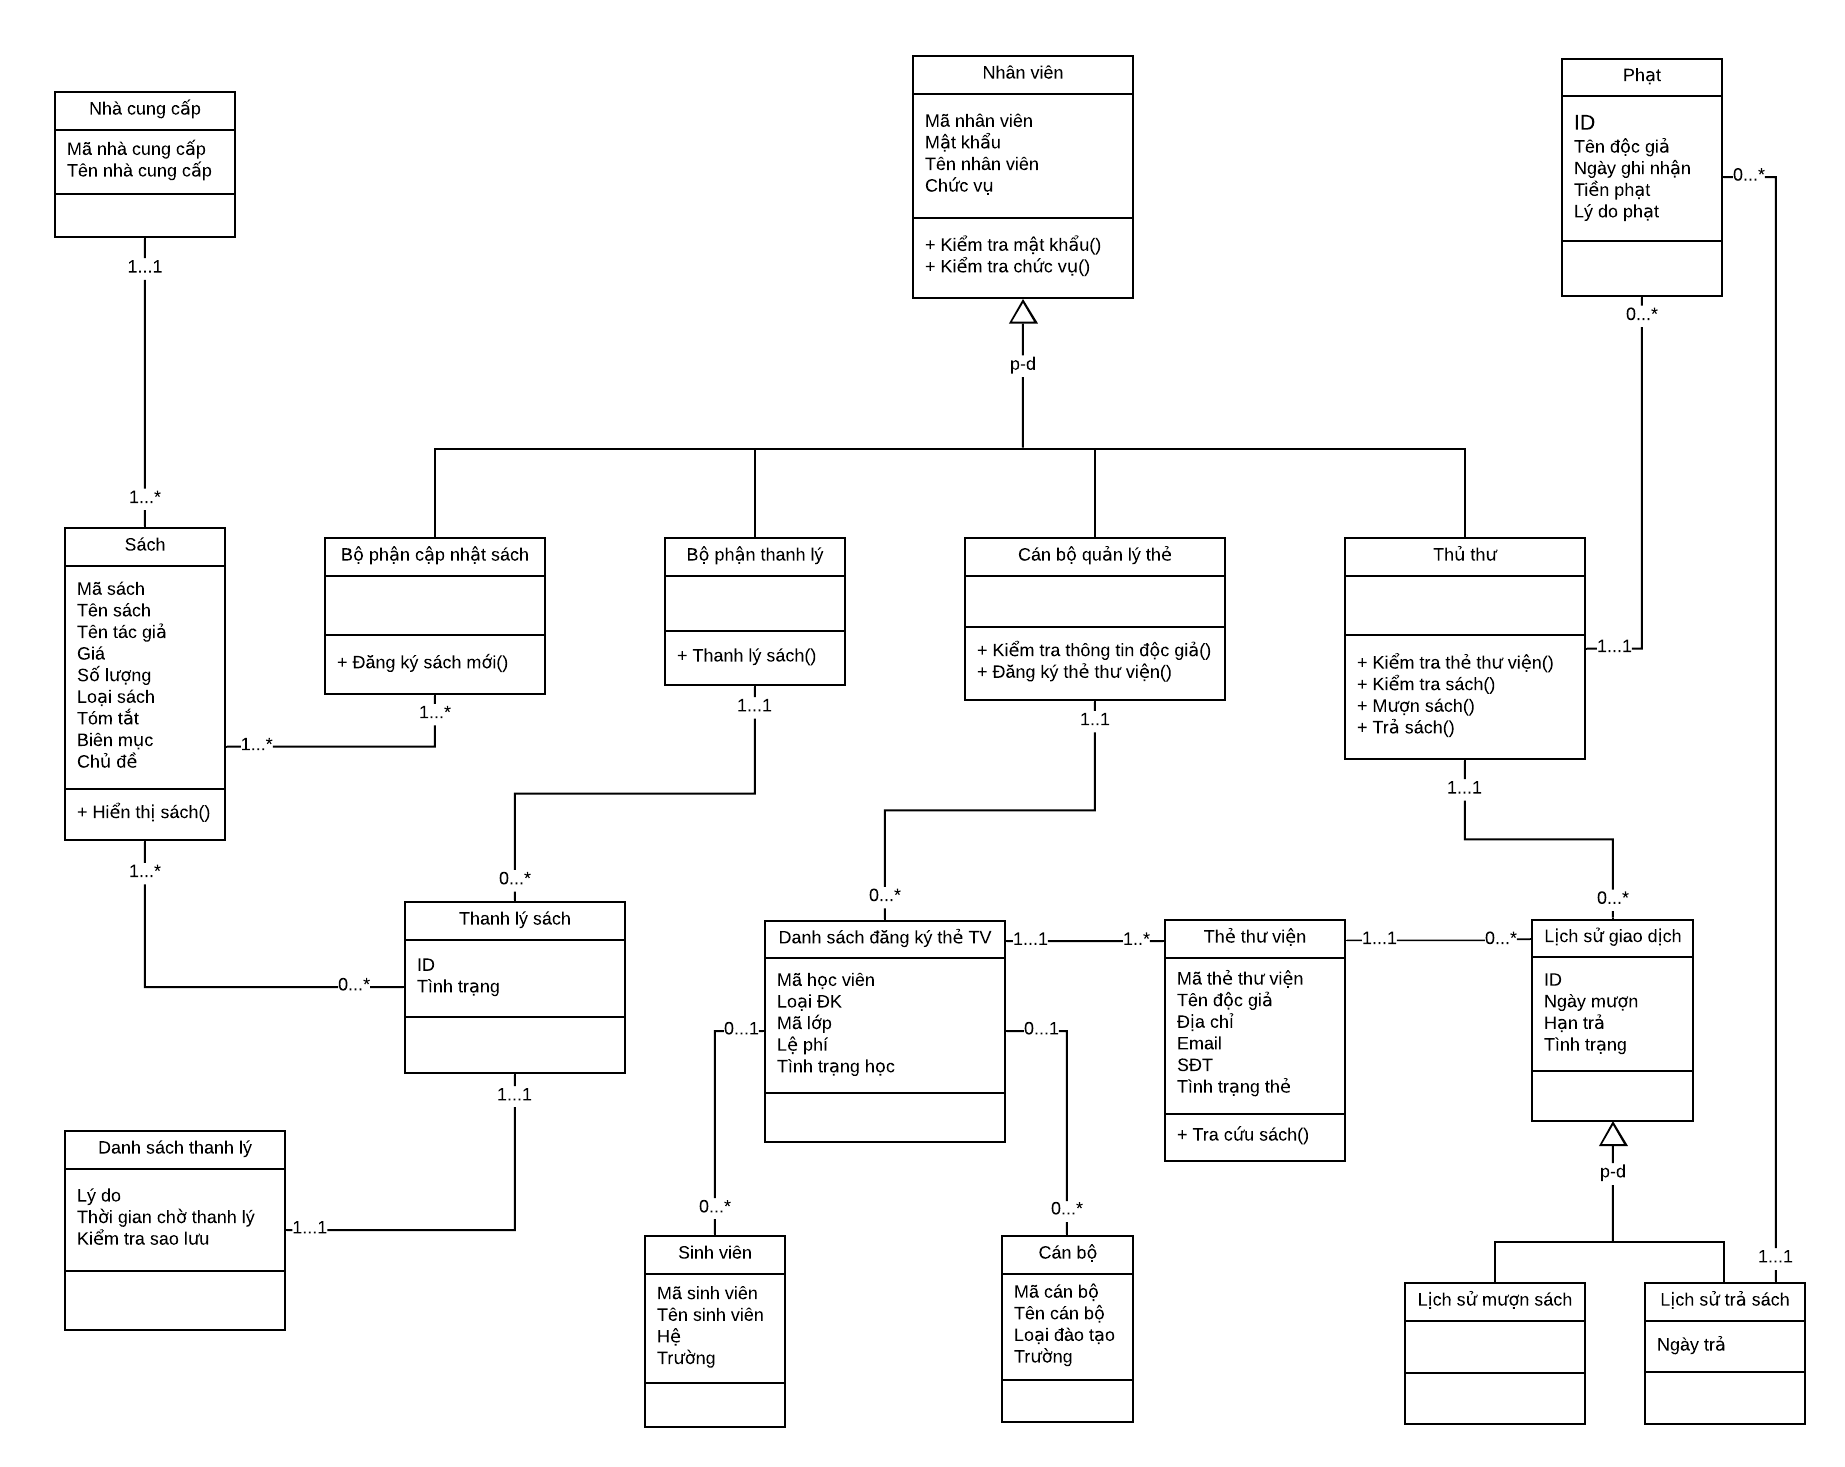 Nhà cung cấp
Mã nhà cung cấp
Tên nhà cung cấp
1...1
1...*
Nhân viên
Mã nhân viên
Mật khẩu
Tên nhân viên
Chức vụ
+ Kiểm tra mật khẩu()
+ Kiểm tra chức vụ()
p-d
Phạt
ID
Tên độc giả
Ngày ghi nhận
Tiền phạt
Lý do phạt
0...*
0...*
Sách
Mã sách
Tên sách
Tên tác giả
Giá
Số lượng
Loại sách
Tóm tắt
Biên mục
Chủ đề
+ Hiển thị sách()
1...*
1...*
Bộ phận cập nhật sách
+ Đăng ký sách mới()
1...*
Bộ phận thanh lý
+ Thanh lý sách()
1...1
Cán bộ quản lý thẻ
+ Kiểm tra thông tin độc giả()
+ Đăng ký thẻ thư viện()
1..1
Thủ thư
+ Kiểm tra thẻ thư viện()
+ Kiểm tra sách()
+ Mượn sách()
+ Trả sách()
1...1
1...1
0...*
Thanh lý sách
ID
Tình trạng
0...*
1...1
Danh sách thanh lý
Lý do
Thời gian chờ thanh lý
Kiểm tra sao lưu
1...1
0...*
Danh sách đăng ký thẻ TV
Mã học viên
Loại ĐK
Mã lớp
Lệ phí
Tình trạng học
1...1
1..*
0...1
0...1
Thẻ thư viện
Mã thẻ thư viện
Tên độc giả
Địa chỉ
Email
SĐT
Tình trạng thẻ
+ Tra cứu sách()
1...1
0...*
0...*
Lịch sử giao dịch
ID
Ngày mượn
Hạn trả
Tình trạng
p-d
0...*
Sinh viên
Mã sinh viên
Tên sinh viên
Hệ
Trường
0...*
Cán bộ
Mã cán bộ
Tên cán bộ
Loại đào tạo
Trường
Lịch sử mượn sách
1...1
Lịch sử trả sách
Ngày trả